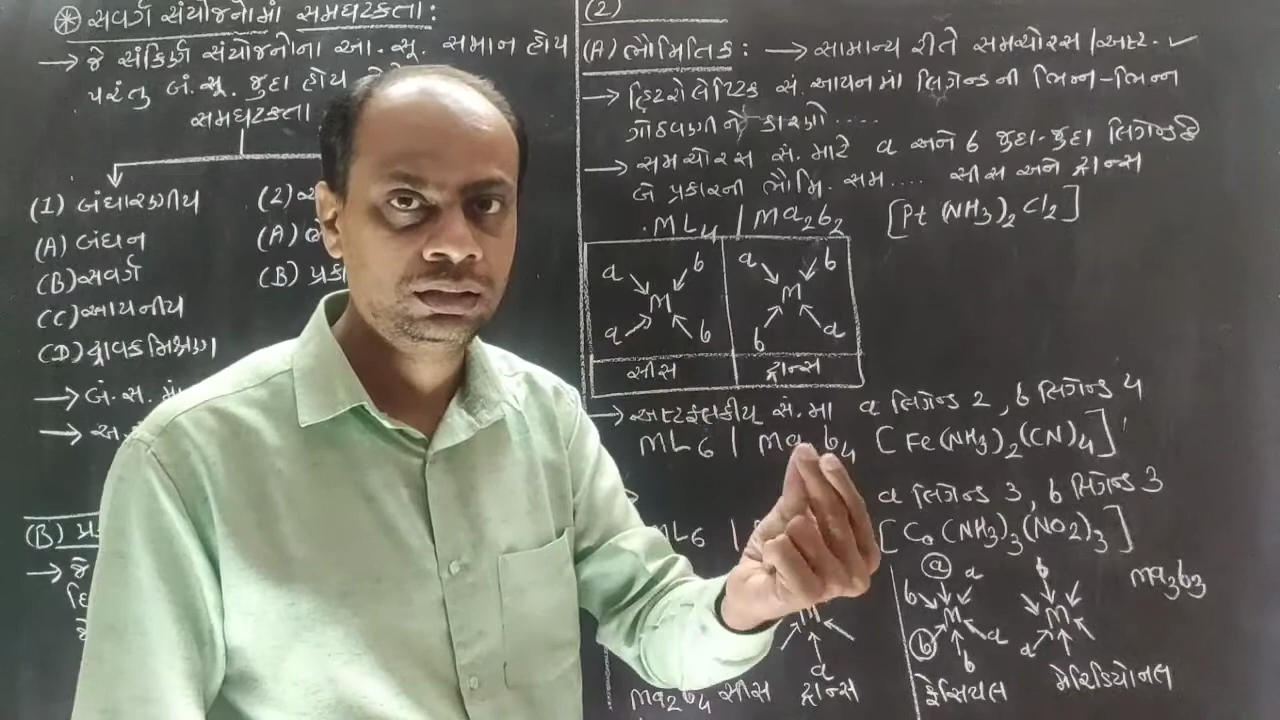 સવર્ગ સંયોજનોમાં સમઘટકતા:
→ જે સંકિર્ણ સંયોજનોના આ. સૂ. સમાન હોય
પરંતુ બં. સૂ. જુદા હોય
સમઘટકતા
(1) બંધારણીય
(A) બંધન
(B) સવર્ગ
(C) આયનીય
(D) દ્રાવકમિશ્રણ
(2)
(A)
(B) પ્રકા
→ બં. સ.
→ અ.
(B) પ્ર
→ જે
(2)
(A) ભૌમિતિક: → સામાન્ય રીતે સમચોરસ/અષ્ટ. ✓
→ હિટરોલેપ્ટિક સં. આયનમાં લિગેન્ડની ભિન્ન-ભિન્ન
ગોઠવણીને કારણે ....
→ સમચોરસ સં. માટે a અને b જુદા-જુદા લિગેન્ડ
બે પ્રકારની ભૌમિ. સમ.... સીસ અને ટ્રાન્સ
ML4 | Ma2b2 [Pt(NH3)2Cl2]
a b a b
M M
a b b a
સીસ ટ્રાન્સ
→ અષ્ટફલકીય સં. મા a લિગેન્ડ 2, b લિગેન્ડ 4
ML6 | Ma b4 [Fe(NH3)2(CN)4]
a લિગેન્ડ 3, b લિગેન્ડ 3
ML6 | [Co(NH3)3(NO2)3]
a a b Ma3b3
b M M
b a a
a b
Ma2b4 સીસ ટ્રાન્સ ફેસિયલ મેરિડિયોનલ